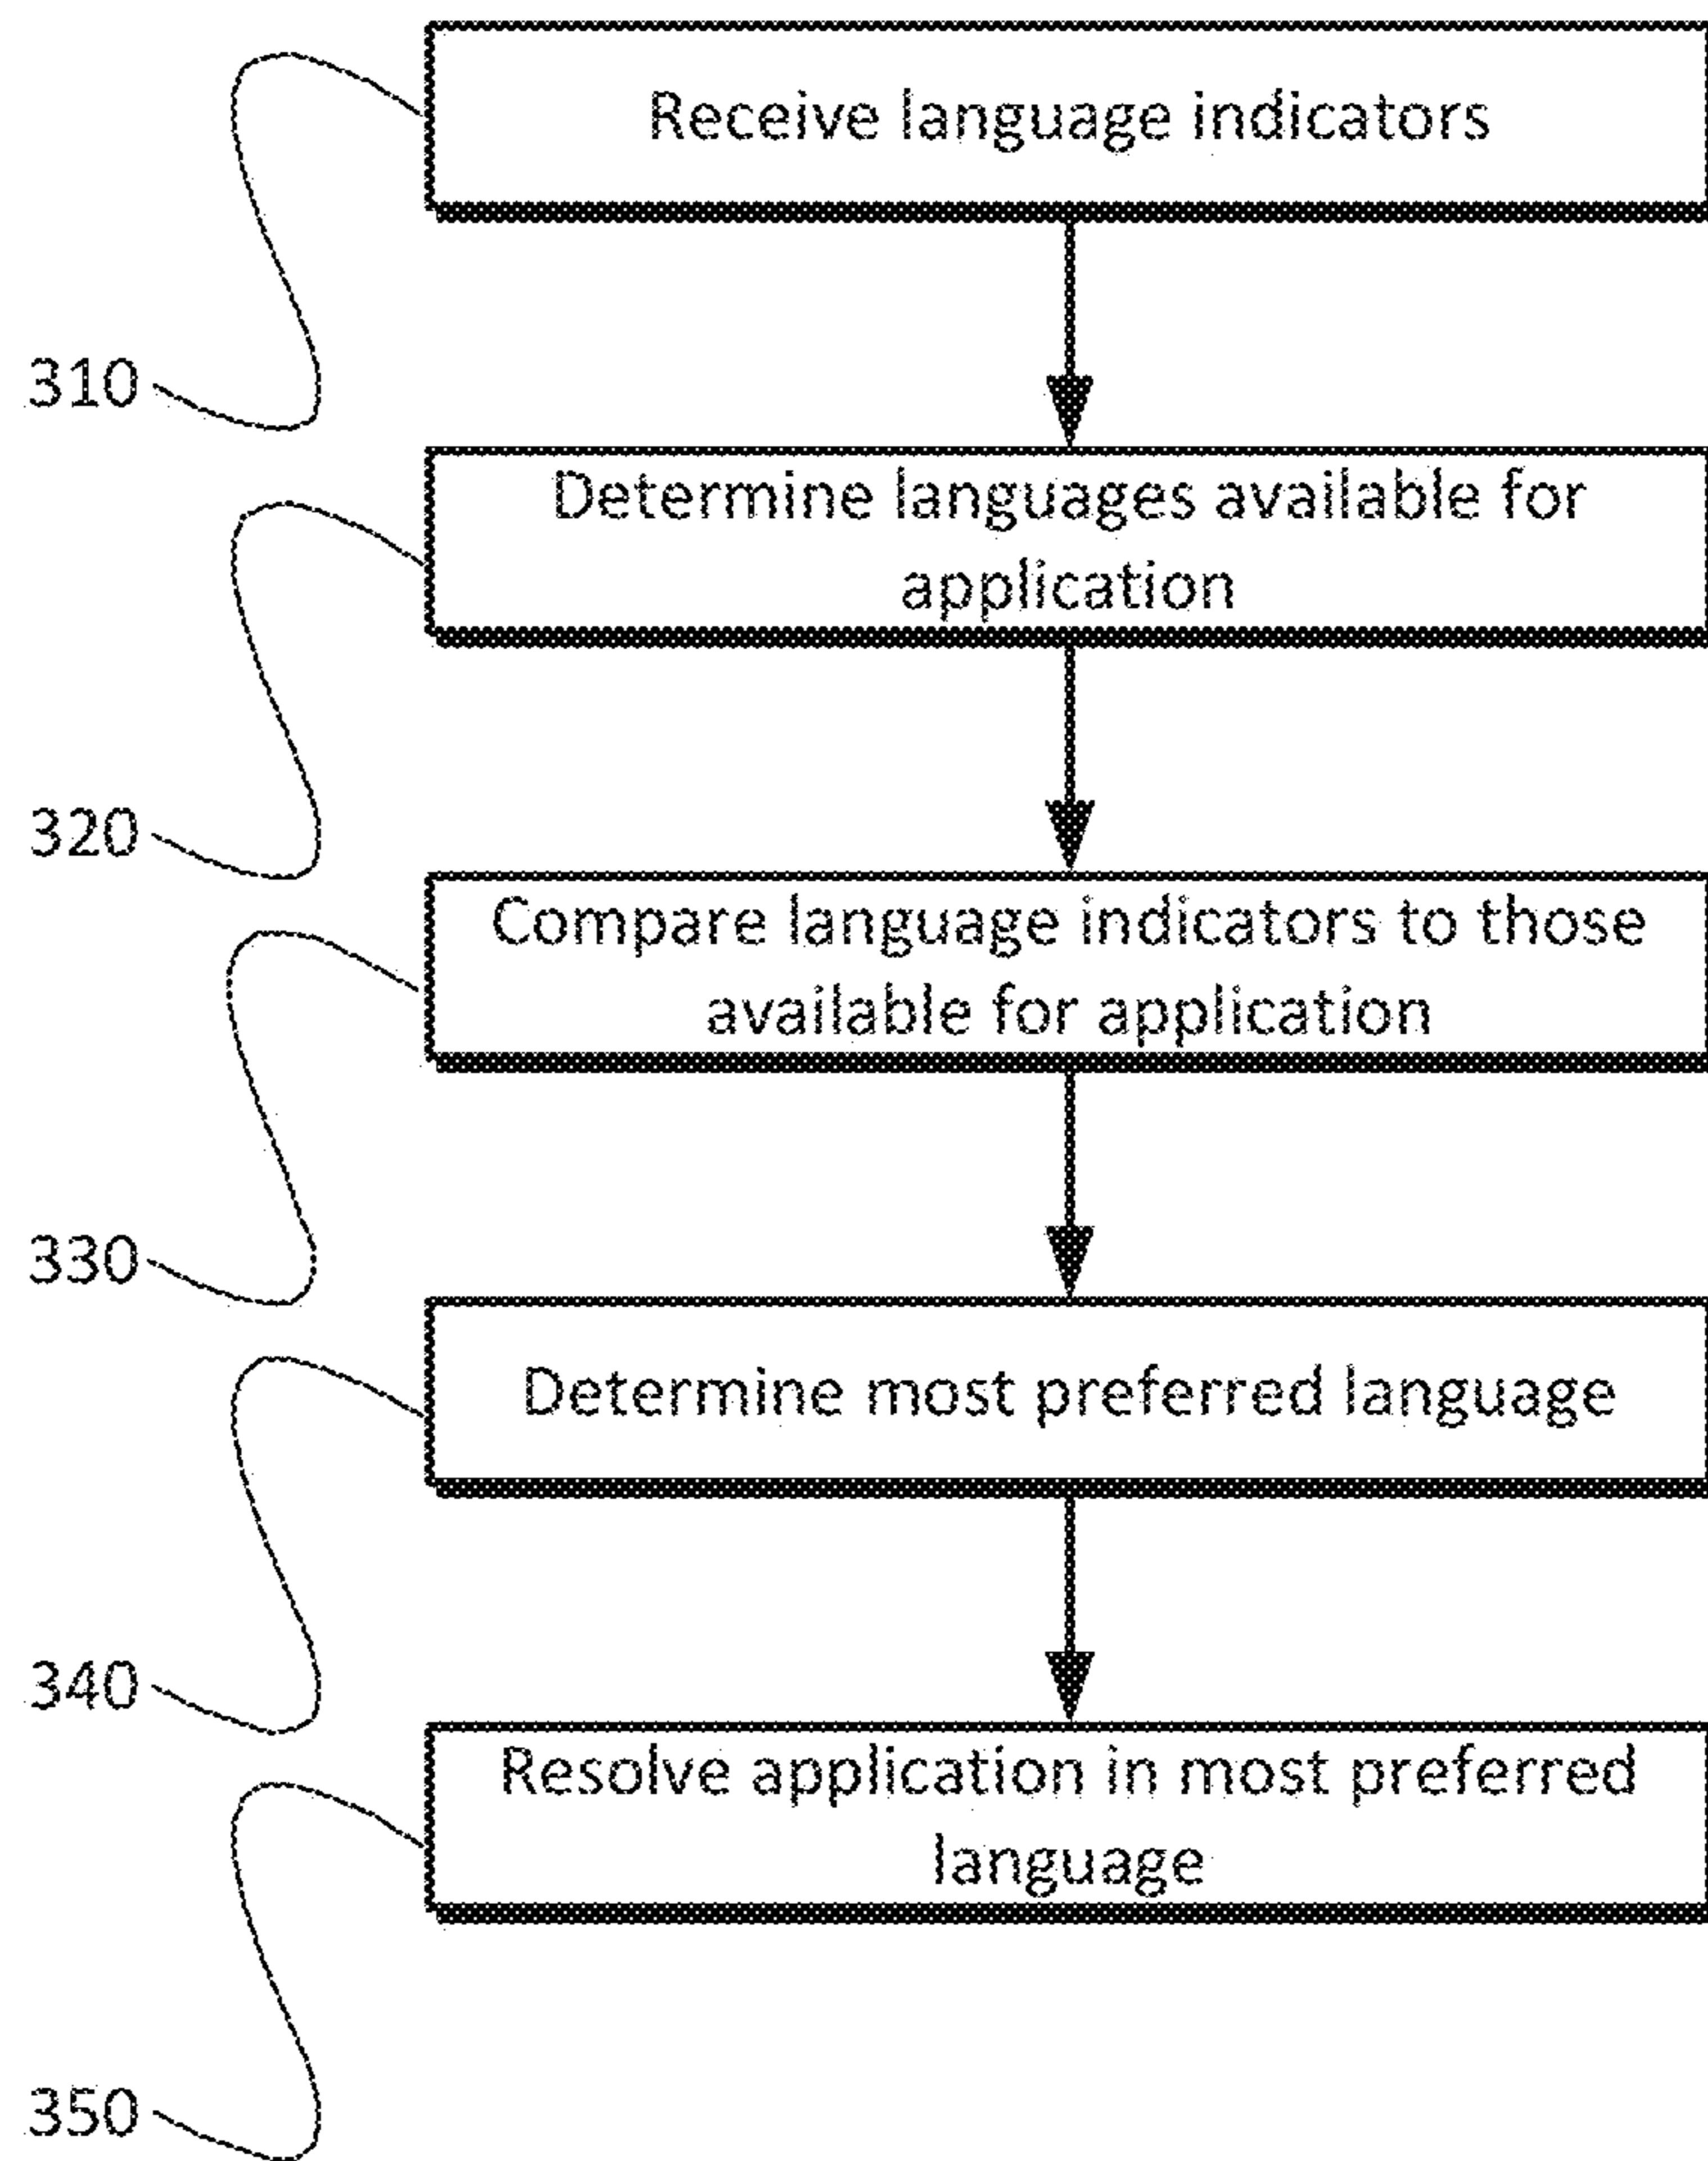 Receive language indicators
310
Determine languages available for
application
320
Compare language indicators to those
available for application
330
Determine most preferred language
340
Resolve application in most preferred
language
350